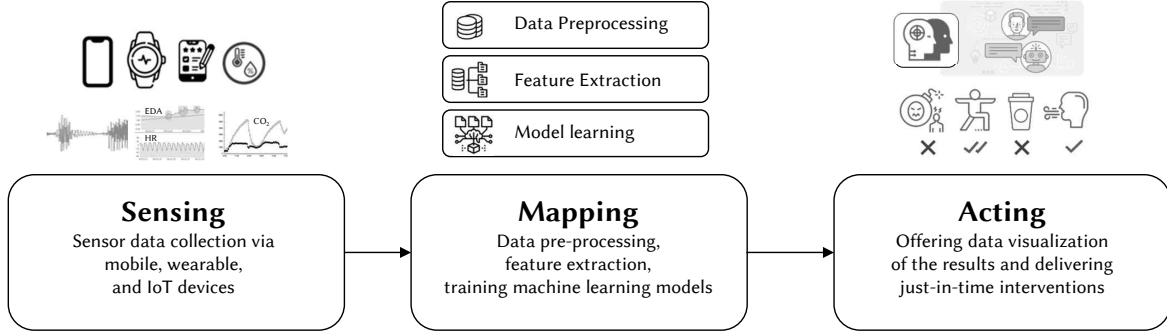 Data Preprocessing
Feature Extraction
Model learning
EDA
HR
CO₂
Sensing
Sensor data collection via
mobile, wearable,
and IoT devices
Mapping
Data pre-processing,
feature extraction,
training machine learning models
Acting
Offering data visualization
of the results and delivering
just-in-time interventions